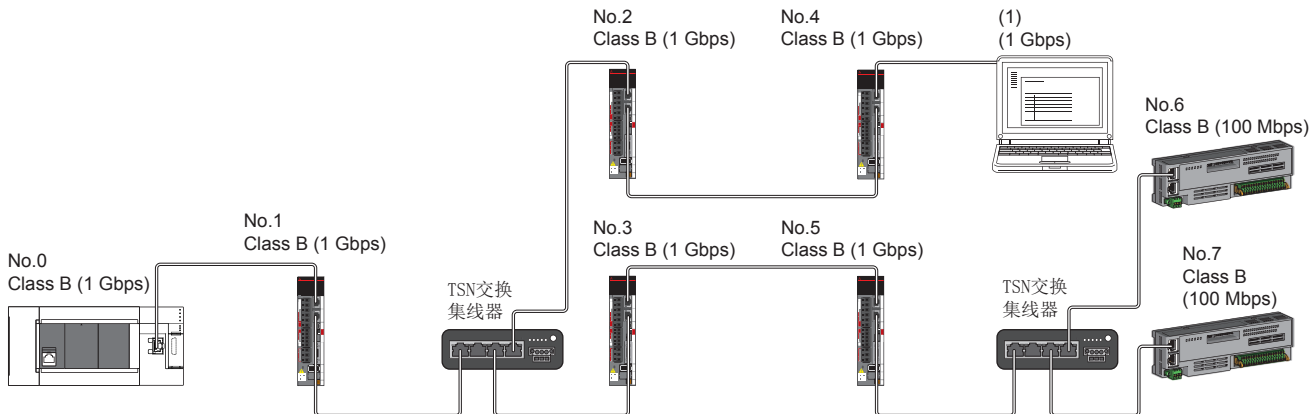 No.2
Class B (1 Gbps)
No.4
Class B (1 Gbps)
(1)
(1 Gbps)
No.6
Class B (100 Mbps)
No.1
Class B (1 Gbps)
No.3
Class B (1 Gbps)
No.5
Class B (1 Gbps)
No.7
Class B
(100 Mbps)
No.0
Class B (1 Gbps)
TSN交换
集线器
TSN交换
集线器